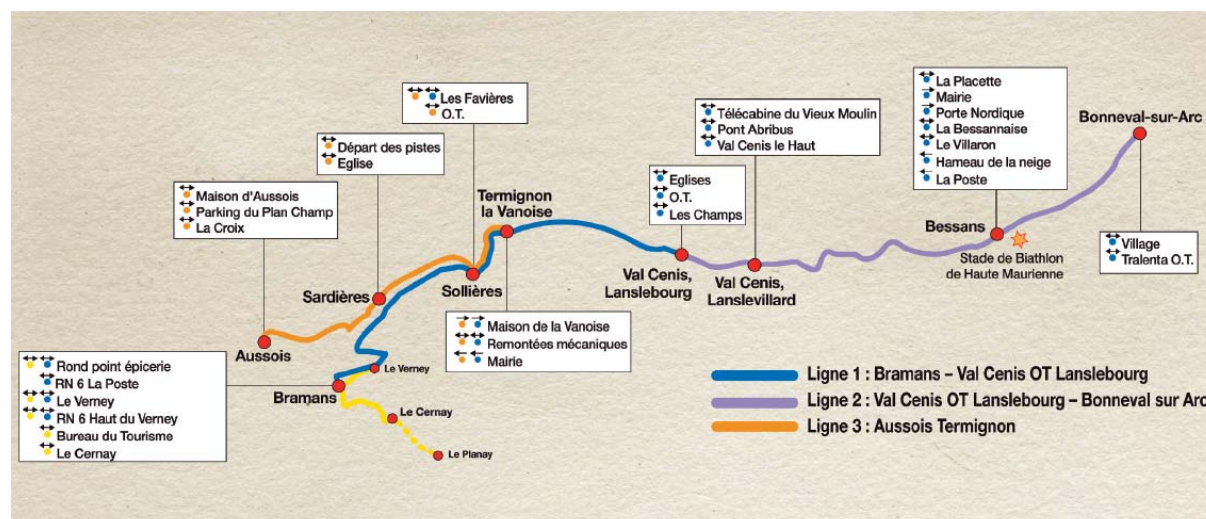 Maison d'Aussois
Parking du Plan Champ
La Croix
Départ des pistes
Eglise
Les Favières
O.T.
Termignon
la Vanoise
Eglises
O.T.
Les Champs
Télécabine du Vieux Moulin
Pont Abribus
Val Cenis le Haut
La Placette
Mairie
Porte Nordique
La Bessannaise
Le Villaron
Hameau de la neige
La Poste
Bonneval-sur-Arc
Village
Tralenta O.T.
Bessans
Stade de Biathlon
de Haute Maurienne
Val Cenis,
Lanslevillard
Val Cenis,
Lanslebourg
Sollières
Sardières
Aussois
Maison de la Vanoise
Remontées mécaniques
Mairie
Rond point épicerie
RN 6 La Poste
Le Verney
RN 6 Haut du Verney
Bureau du Tourisme
Le Cernay
Bramans
Le Verney
Le Cernay
Le Planay
Ligne 1 : Bramans – Val Cenis OT Lanslebourg
Ligne 2 : Val Cenis OT Lanslebourg – Bonneval sur Arc
Ligne 3 : Aussois Termignon